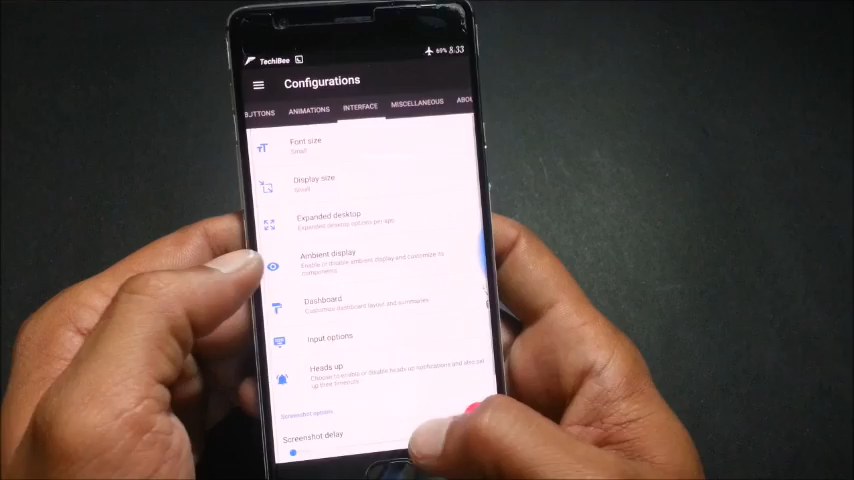 TechiBee 69% 8:33
Configurations
BUTTONS ANIMATIONS INTERFACE MISCELLANEOUS ABOU
Font size
Small
Display size
Small
Expanded desktop
Expanded desktop options per app
Ambient display
Enable or disable ambient display and customize its
components
Dashboard
Customize dashboard layout and summaries
Input options
Heads up
Choose to enable or disable heads up notifications and also set
up their timeouts
Screenshot options
Screenshot delay